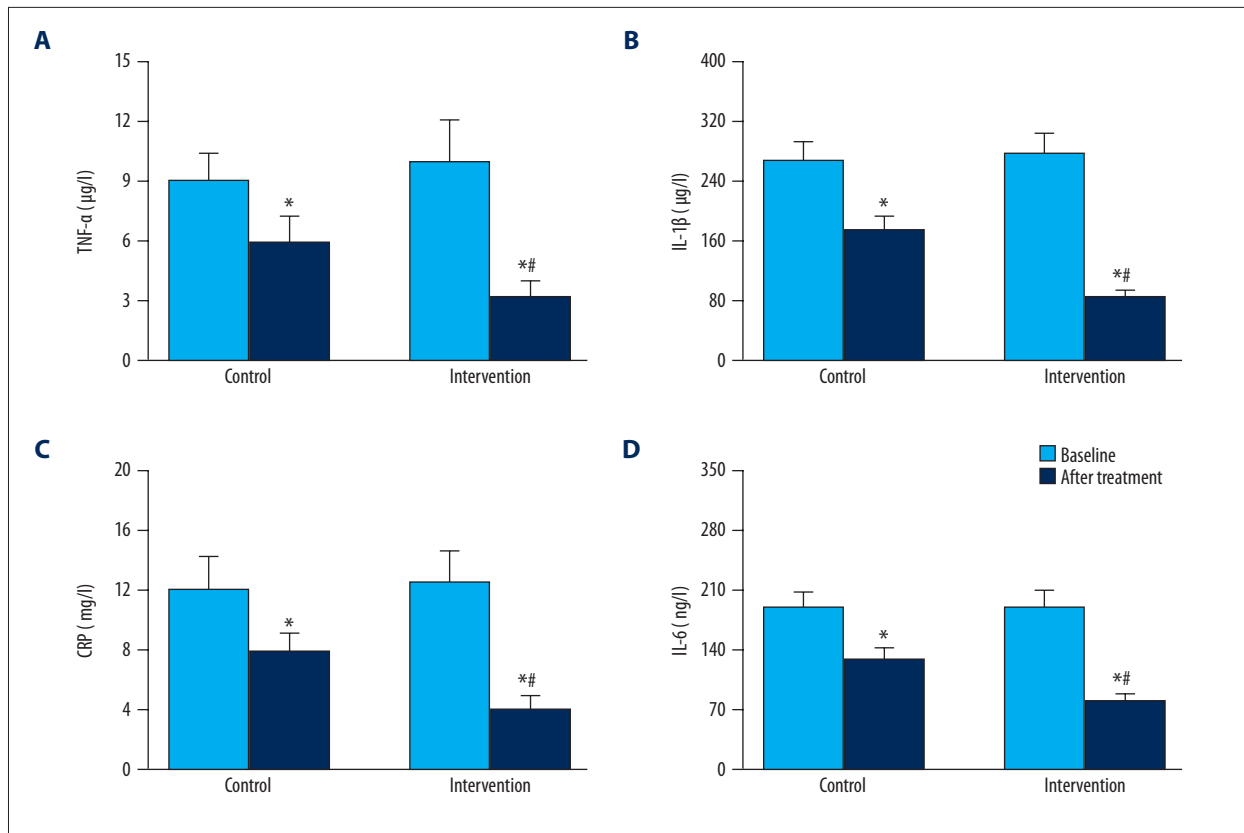 A
15
12
9
6
3
0
TNF-α ( µg/l)
*
*#
Control
Intervention
B
400
320
260
160
80
0
IL-1β ( µg/l)
*
*#
Control
Intervention
C
20
16
12
8
4
0
CRP ( mg/l)
*
*#
Control
Intervention
D
Baseline
After treatment
350
280
210
140
70
0
IL-6 ( ng/l)
*
*#
Control
Intervention